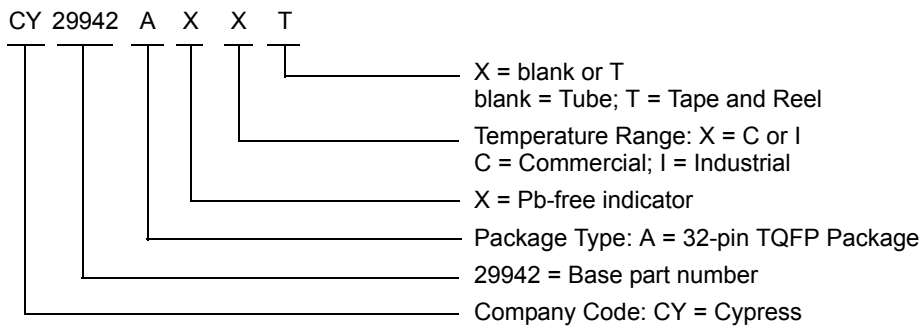 CY 29942 A X X T
X = blank or T
blank = Tube; T = Tape and Reel
Temperature Range: X = C or I
C = Commercial; I = Industrial
X = Pb-free indicator
Package Type: A = 32-pin TQFP Package
29942 = Base part number
Company Code: CY = Cypress